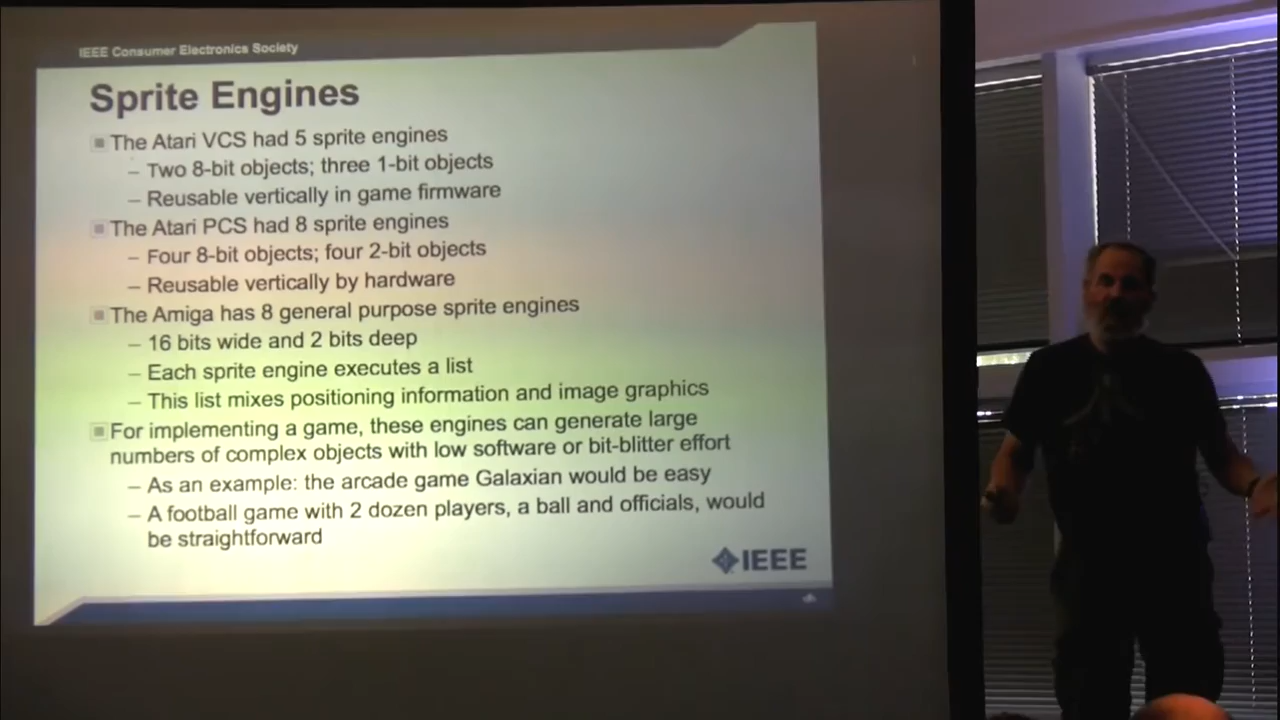 IEEE Consumer Electronics Society
Sprite Engines
The Atari VCS had 5 sprite engines
– Two 8-bit objects; three 1-bit objects
– Reusable vertically in game firmware
The Atari PCS had 8 sprite engines
– Four 8-bit objects; four 2-bit objects
– Reusable vertically by hardware
The Amiga has 8 general purpose sprite engines
– 16 bits wide and 2 bits deep
– Each sprite engine executes a list
– This list mixes positioning information and image graphics
For implementing a game, these engines can generate large
numbers of complex objects with low software or bit-blitter effort
– As an example: the arcade game Galaxian would be easy
– A football game with 2 dozen players, a ball and officials, would
be straightforward
IEEE